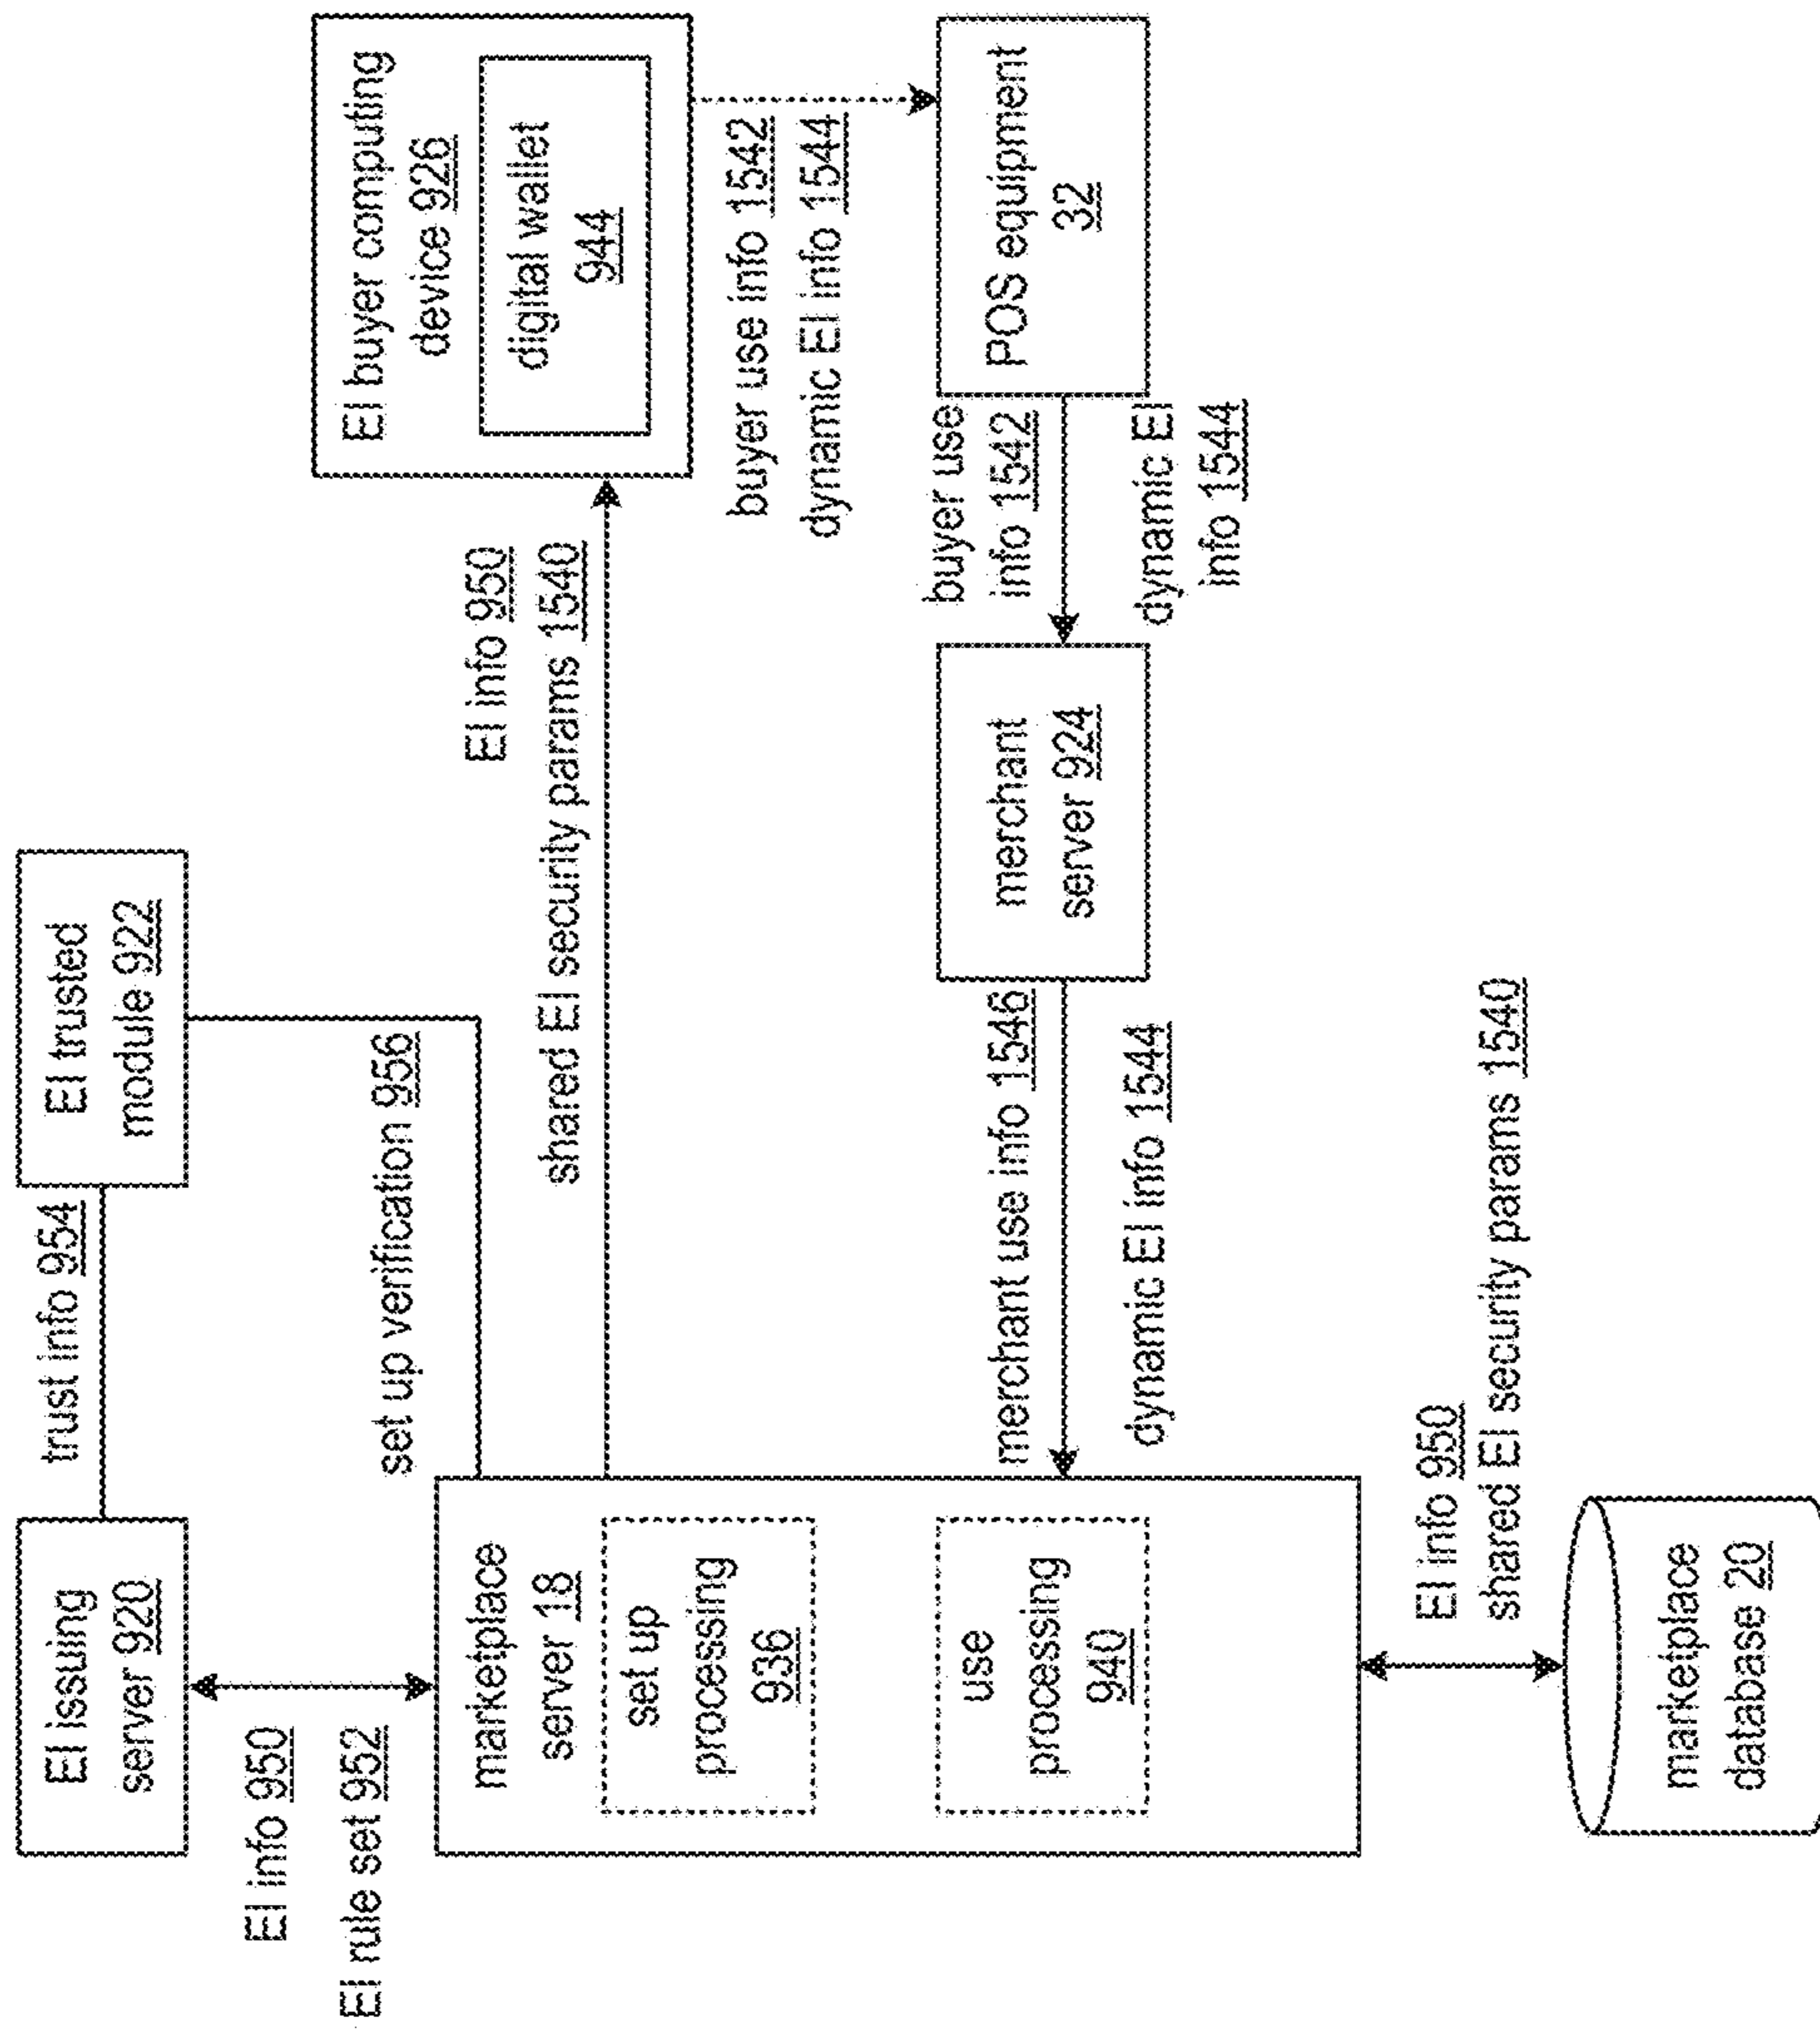 EI issuing
server 920
trust info 954
EI trusted
module 922
EI info 950
EI rule set 952
set up verification 956
EI buyer computing
device 926
digital wallet
944
marketplace
server 18
set up
processing
936
use
processing
940
EI info 950
shared EI security params 1540
buyer use info 1542
dynamic EI info 1544
merchant use info 1546
dynamic EI info 1544
merchant
server 924
buyer use
info 1542
dynamic EI
info 1544
POS equipment
32
EI info 950
shared EI security params 1540
marketplace
database 20